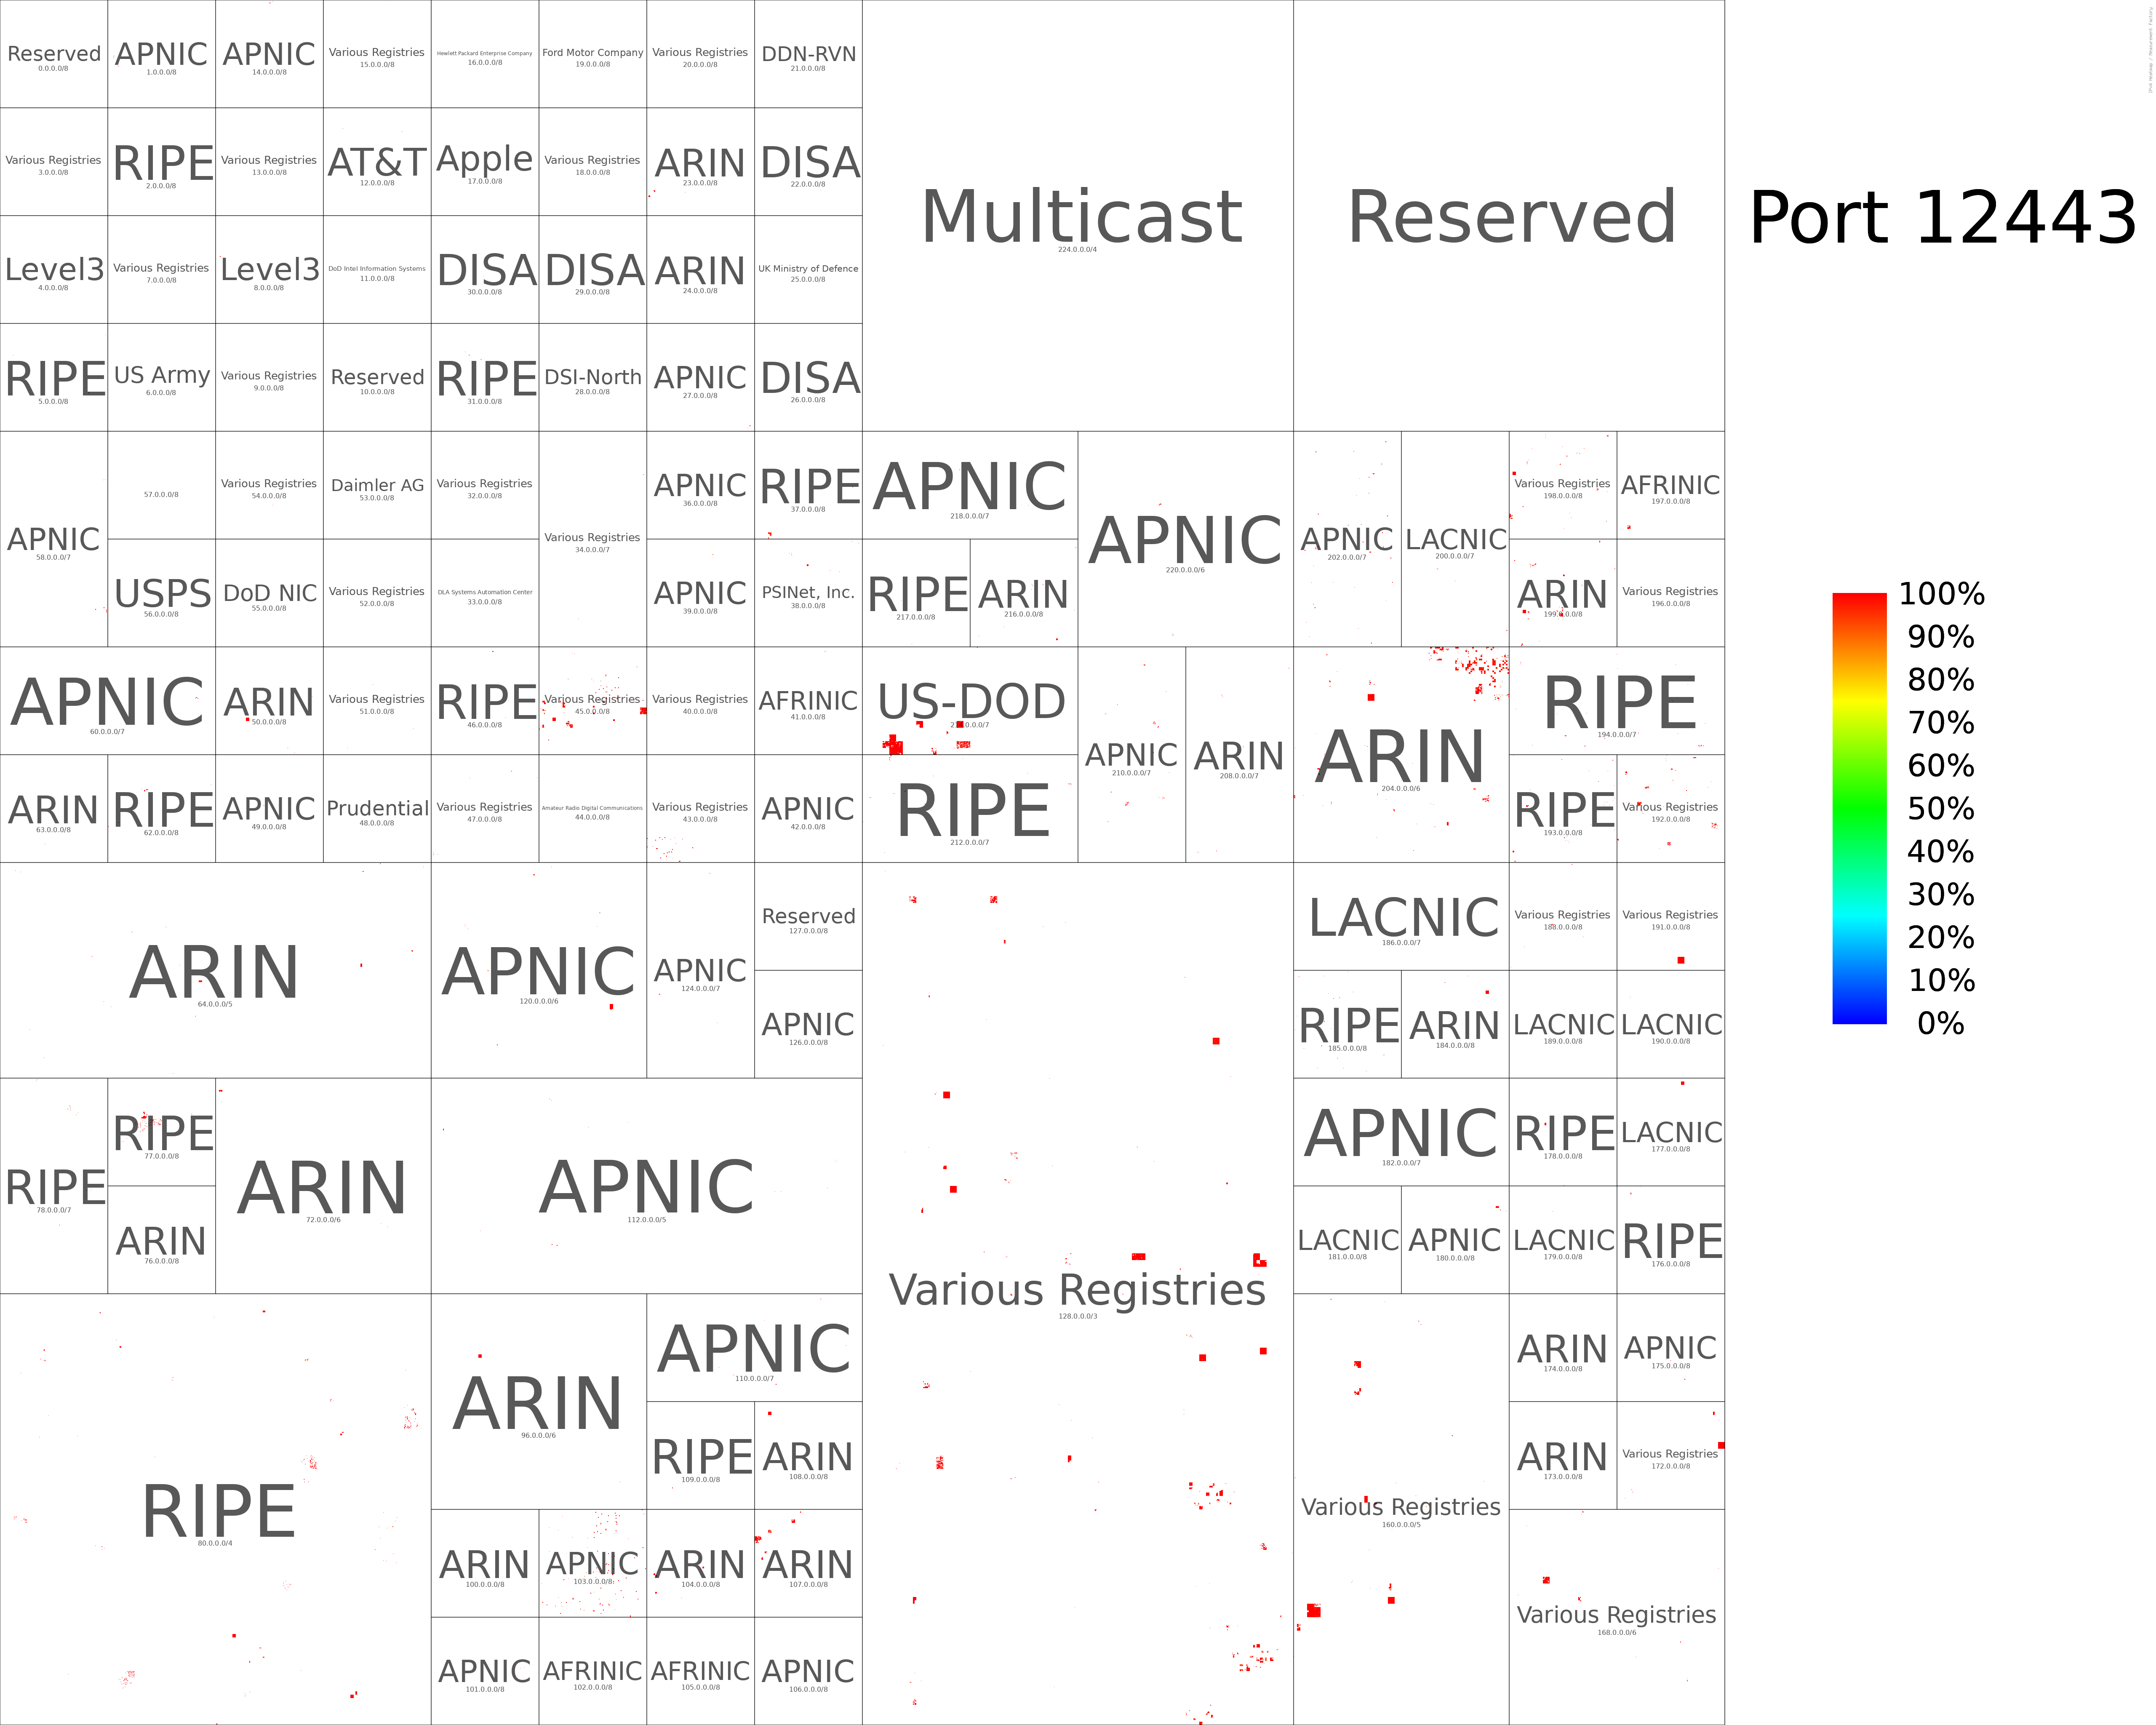 Reserved
0.0.0.0/8
APNIC
1.0.0.0/8
APNIC
14.0.0.0/8
Various Registries
15.0.0.0/8
Hewlett Packard Enterprise Company
16.0.0.0/8
Ford Motor Company
19.0.0.0/8
Various Registries
20.0.0.0/8
DDN-RVN
21.0.0.0/8
Various Registries
3.0.0.0/8
RIPE
2.0.0.0/8
Various Registries
13.0.0.0/8
AT&T
12.0.0.0/8
Apple
17.0.0.0/8
Various Registries
18.0.0.0/8
ARIN
23.0.0.0/8
DISA
22.0.0.0/8
Multicast
224.0.0.0/4
Reserved
Port 12443
Level3
4.0.0.0/8
Various Registries
7.0.0.0/8
Level3
8.0.0.0/8
DoD Intel Information Systems
11.0.0.0/8
DISA
30.0.0.0/8
DISA
29.0.0.0/8
ARIN
24.0.0.0/8
UK Ministry of Defence
25.0.0.0/8
RIPE
5.0.0.0/8
US Army
6.0.0.0/8
Various Registries
9.0.0.0/8
Reserved
10.0.0.0/8
RIPE
31.0.0.0/8
DSI-North
28.0.0.0/8
APNIC
27.0.0.0/8
DISA
26.0.0.0/8
APNIC
58.0.0.0/7
57.0.0.0/8
Various Registries
54.0.0.0/8
Daimler AG
53.0.0.0/8
Various Registries
32.0.0.0/8
Various Registries
34.0.0.0/7
APNIC
36.0.0.0/8
RIPE
37.0.0.0/8
APNIC
218.0.0.0/7
APNIC
220.0.0.0/6
APNIC
202.0.0.0/7
LACNIC
200.0.0.0/7
Various Registries
198.0.0.0/8
AFRINIC
197.0.0.0/8
USPS
56.0.0.0/8
DoD NIC
55.0.0.0/8
Various Registries
52.0.0.0/8
DLA Systems Automation Center
33.0.0.0/8
APNIC
39.0.0.0/8
PSINet, Inc.
38.0.0.0/8
RIPE
217.0.0.0/8
ARIN
216.0.0.0/8
ARIN
199.0.0.0/8
Various Registries
196.0.0.0/8
100%
90%
80%
70%
60%
50%
40%
30%
20%
10%
0%
APNIC
60.0.0.0/7
ARIN
50.0.0.0/8
Various Registries
51.0.0.0/8
RIPE
46.0.0.0/8
Various Registries
45.0.0.0/8
Various Registries
40.0.0.0/8
AFRINIC
41.0.0.0/8
US-DOD
APNIC
210.0.0.0/7
ARIN
208.0.0.0/7
ARIN
204.0.0.0/6
RIPE
194.0.0.0/7
ARIN
63.0.0.0/8
RIPE
62.0.0.0/8
APNIC
49.0.0.0/8
Prudential
48.0.0.0/8
Various Registries
47.0.0.0/8
Amateur Radio Digital Communications
44.0.0.0/8
Various Registries
43.0.0.0/8
APNIC
42.0.0.0/8
RIPE
212.0.0.0/7
RIPE
193.0.0.0/8
Various Registries
192.0.0.0/8
ARIN
64.0.0.0/5
APNIC
120.0.0.0/6
APNIC
124.0.0.0/7
Reserved
127.0.0.0/8
APNIC
126.0.0.0/8
Various Registries
128.0.0.0/3
LACNIC
186.0.0.0/7
Various Registries
188.0.0.0/8
Various Registries
191.0.0.0/8
RIPE
185.0.0.0/8
ARIN
184.0.0.0/8
LACNIC
189.0.0.0/8
LACNIC
190.0.0.0/8
RIPE
78.0.0.0/7
RIPE
77.0.0.0/8
ARIN
76.0.0.0/8
ARIN
72.0.0.0/6
APNIC
112.0.0.0/5
APNIC
182.0.0.0/7
RIPE
178.0.0.0/8
LACNIC
177.0.0.0/8
LACNIC
181.0.0.0/8
APNIC
180.0.0.0/8
LACNIC
179.0.0.0/8
RIPE
176.0.0.0/8
RIPE
80.0.0.0/4
ARIN
96.0.0.0/6
APNIC
110.0.0.0/7
RIPE
109.0.0.0/8
ARIN
108.0.0.0/8
Various Registries
160.0.0.0/5
ARIN
174.0.0.0/8
APNIC
175.0.0.0/8
ARIN
173.0.0.0/8
Various Registries
172.0.0.0/8
ARIN
100.0.0.0/8
APNIC
103.0.0.0/8
ARIN
104.0.0.0/8
ARIN
107.0.0.0/8
APNIC
101.0.0.0/8
AFRINIC
102.0.0.0/8
AFRINIC
105.0.0.0/8
APNIC
106.0.0.0/8
Various Registries
168.0.0.0/6